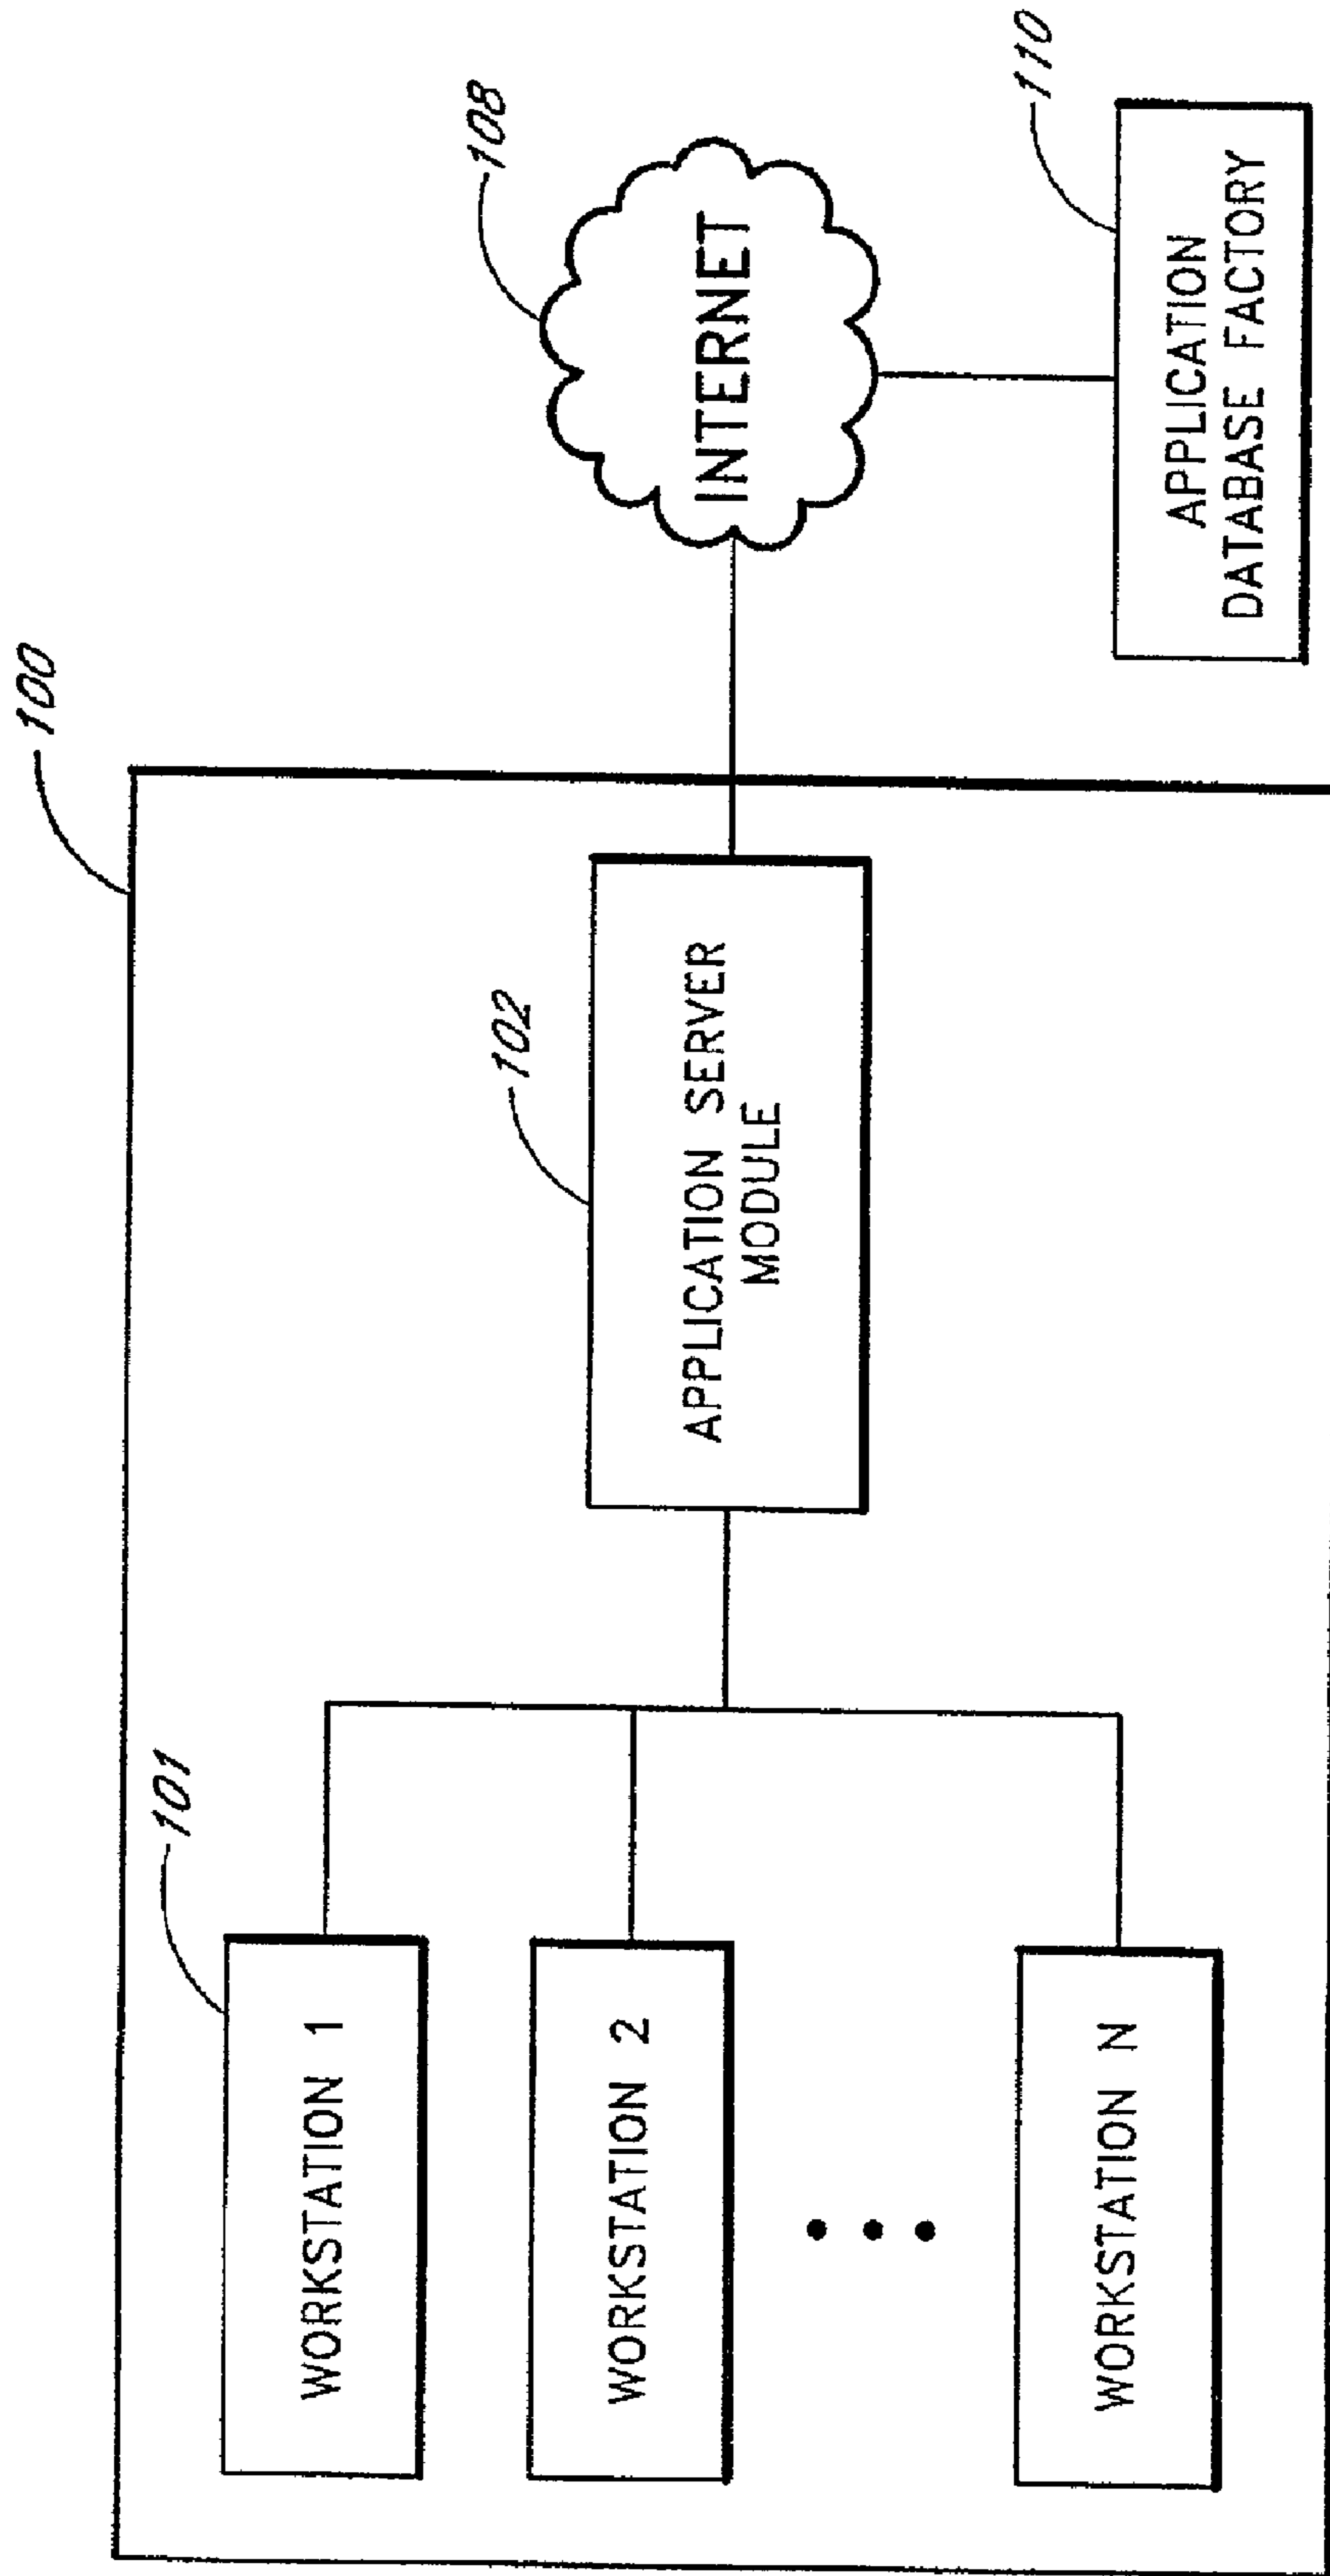 100
101
WORKSTATION 1
WORKSTATION 2
WORKSTATION N
102
APPLICATION SERVER
MODULE
108
INTERNET
110
APPLICATION
DATABASE FACTORY